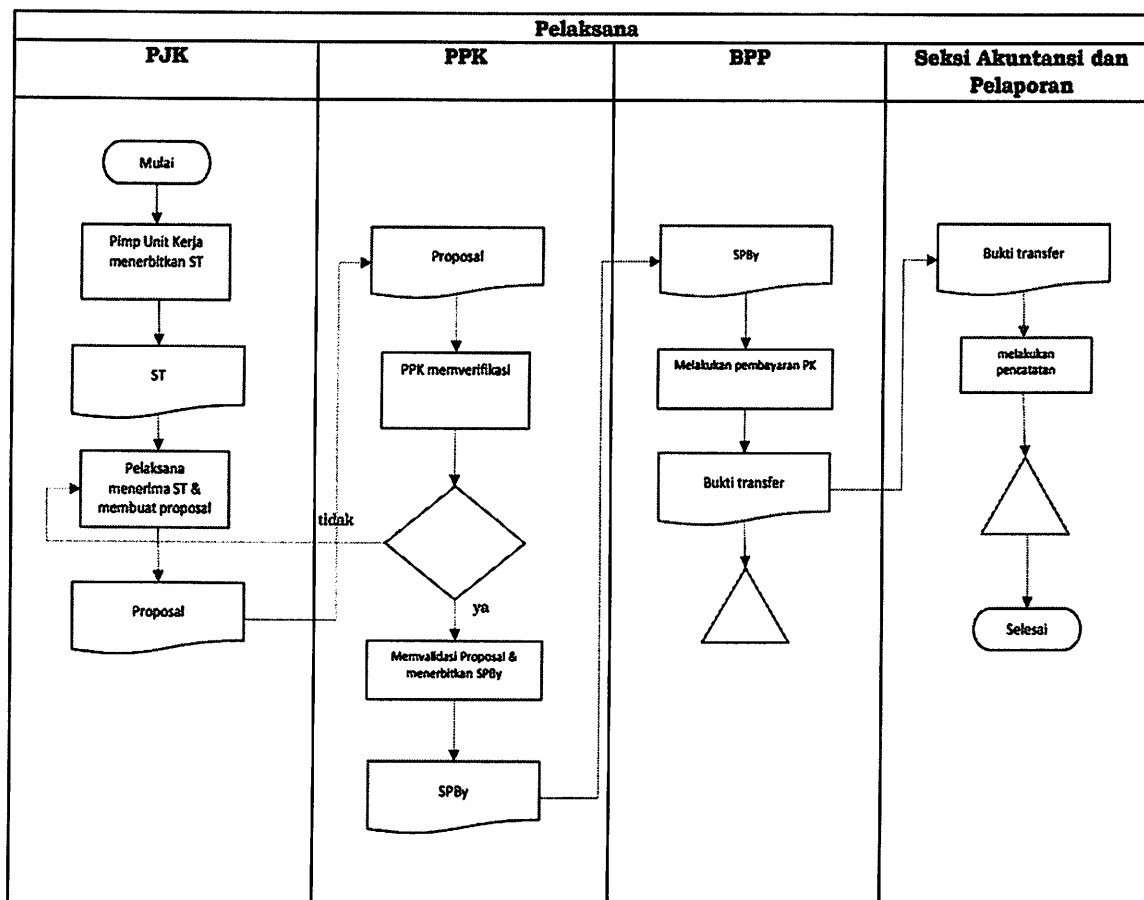 Pelaksana
PJK
PPK
BPP
Seksi Akuntansi dan
Pelaporan
Mulai
Pimp Unit Kerja
menerbitkan ST
ST
Pelaksana
menerima ST &
membuat proposal
Proposal
Proposal
PPK memverifikasi
tidak
ya
Memvalidasi Proposal &
menerbitkan SPBy
SPBy
SPBy
Melakukan pembayaran PK
Bukti transfer
Bukti transfer
melakukan
pencatatan
Selesai